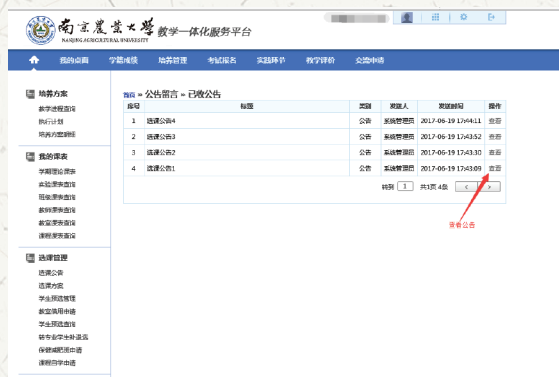 南京農業大學 教学一体化服务平台
NANJING AGRICULTURAL UNIVERSITY
我的桌面 学籍成绩 培养管理 考试报名 实践环节 教学评价 交流申请
培养方案
教学进程查询
执行计划
培养方案明细
我的课表
学期理论课表
实验课表查询
班级课表查询
教师课表查询
教室课表查询
课程课表查询
选课管理
选课公告
选课方案
学生预选管理
教室借用申请
学生预选查询
转专业学生补退选
保健减肥班申请
课程自学申请
首页 » 公告留言 » 已收公告
序号 标题 类别 发送人 发送时间 操作
1 选课公告4 公告 系统管理员 2017-06-19 17:44:11 查看
2 选课公告3 公告 系统管理员 2017-06-19 17:43:52 查看
3 选课公告2 公告 系统管理员 2017-06-19 17:43:30 查看
4 选课公告1 公告 系统管理员 2017-06-19 17:43:09 查看
转到 1 共1页 4条 < >
查看公告